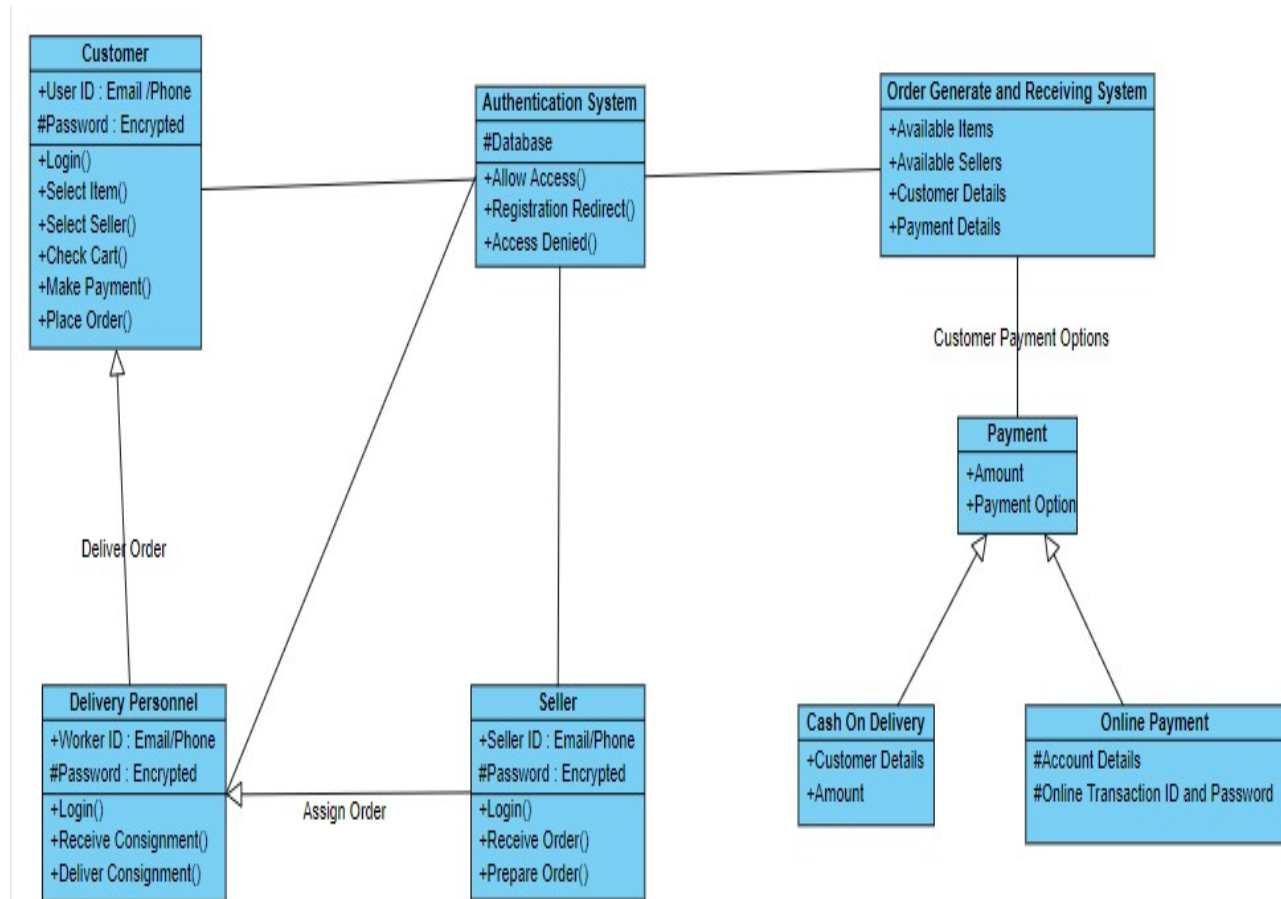 Customer
+User ID : Email /Phone
#Password : Encrypted
+Login()
+Select Item()
+Select Seller()
+Check Cart()
+Make Payment()
+Place Order()
Authentication System
#Database
+Allow Access()
+Registration Redirect()
+Access Denied()
Order Generate and Receiving System
+Available Items
+Available Sellers
+Customer Details
+Payment Details
Customer Payment Options
Payment
+Amount
+Payment Option
Deliver Order
Delivery Personnel
+Worker ID : Email/Phone
#Password : Encrypted
+Login()
+Receive Consignment()
+Deliver Consignment()
Assign Order
Seller
+Seller ID : Email/Phone
#Password : Encrypted
+Login()
+Receive Order()
+Prepare Order()
Cash On Delivery
+Customer Details
+Amount
Online Payment
#Account Details
#Online Transaction ID and Password